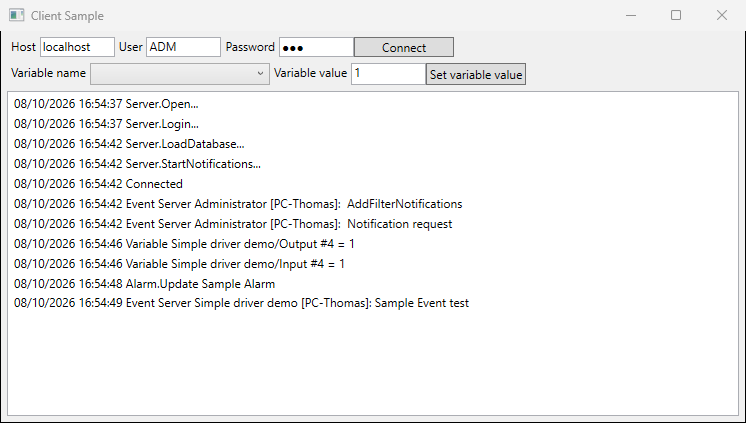 Client Sample
Host localhost User ADM Password ●●● Connect
Variable name Variable value 1 Set variable value
08/10/2026 16:54:37 Server.Open...
08/10/2026 16:54:37 Server.Login...
08/10/2026 16:54:42 Server.LoadDatabase...
08/10/2026 16:54:42 Server.StartNotifications...
08/10/2026 16:54:42 Connected
08/10/2026 16:54:42 Event Server Administrator [PC-Thomas]:  AddFilterNotifications
08/10/2026 16:54:42 Event Server Administrator [PC-Thomas]:  Notification request
08/10/2026 16:54:46 Variable Simple driver demo/Output #4 = 1
08/10/2026 16:54:46 Variable Simple driver demo/Input #4 = 1
08/10/2026 16:54:48 Alarm.Update Sample Alarm
08/10/2026 16:54:49 Event Server Simple driver demo [PC-Thomas]: Sample Event test